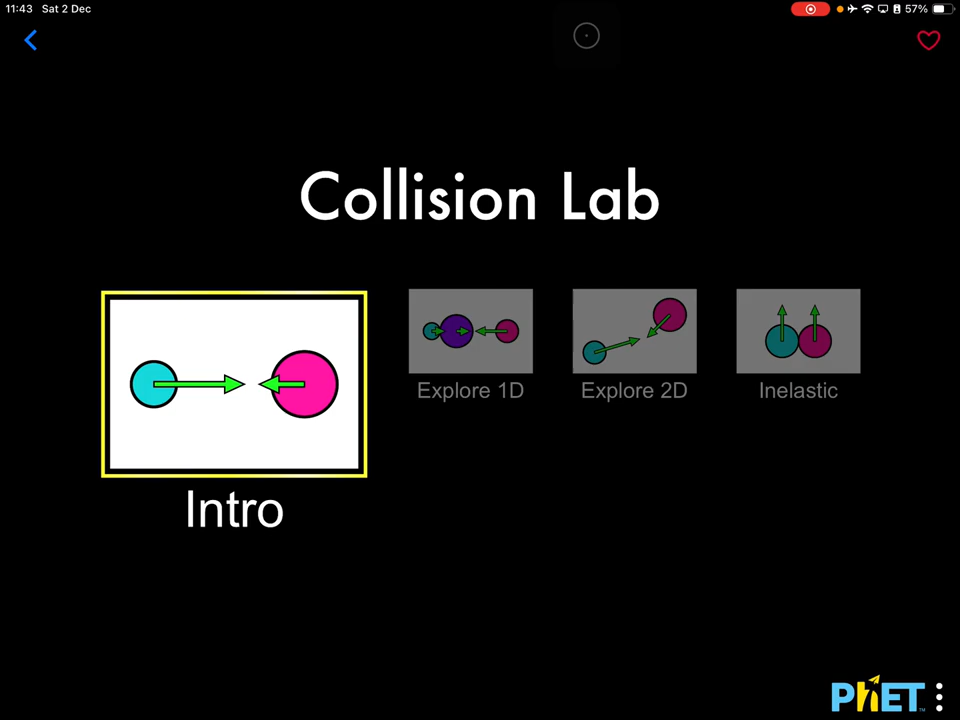 11:43 Sat 2 Dec 57%
Collision Lab
Intro
Explore 1D
Explore 2D
Inelastic
PhET